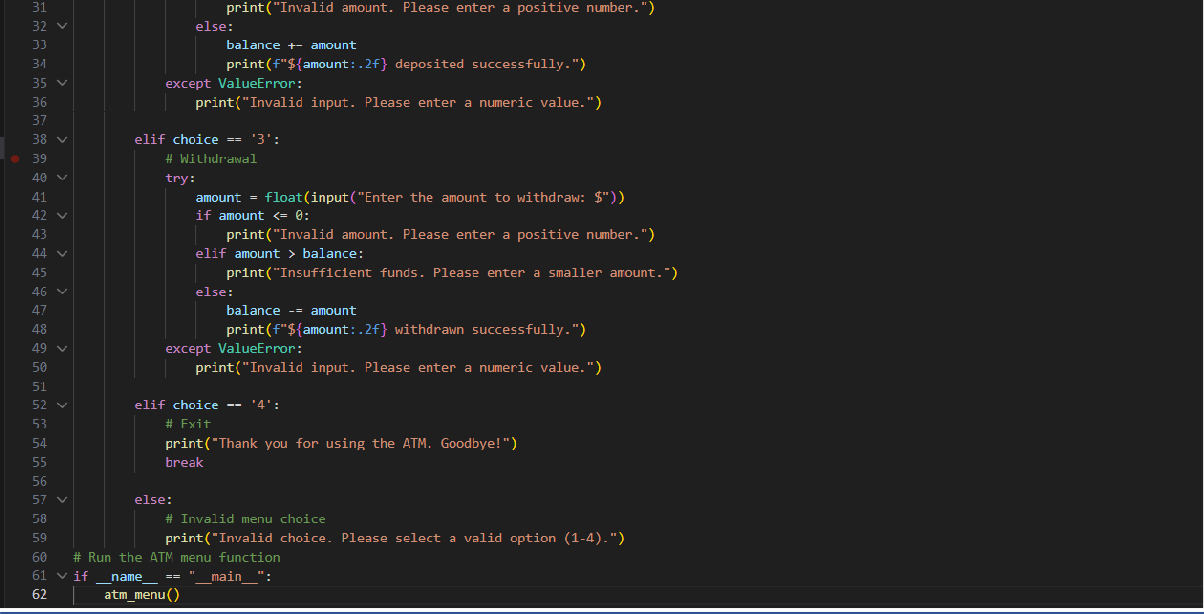 31 print("Invalid amount. Please enter a positive number.")
32 else:
33 balance += amount
34 print(f"${amount:.2f} deposited successfully.")
35 except ValueError:
36 print("Invalid input. Please enter a numeric value.")
37
38 elif choice == '3':
39 # Withdrawal
40 try:
41 amount = float(input("Enter the amount to withdraw: $"))
42 if amount <= 0:
43 print("Invalid amount. Please enter a positive number.")
44 elif amount > balance:
45 print("Insufficient funds. Please enter a smaller amount.")
46 else:
47 balance -= amount
48 print(f"${amount:.2f} withdrawn successfully.")
49 except ValueError:
50 print("Invalid input. Please enter a numeric value.")
51
52 elif choice == '4':
53 # Exit
54 print("Thank you for using the ATM. Goodbye!")
55 break
56
57 else:
58 # Invalid menu choice
59 print("Invalid choice. Please select a valid option (1-4).")
60 # Run the ATM menu function
61 if __name__ == "__main__":
62 atm_menu()